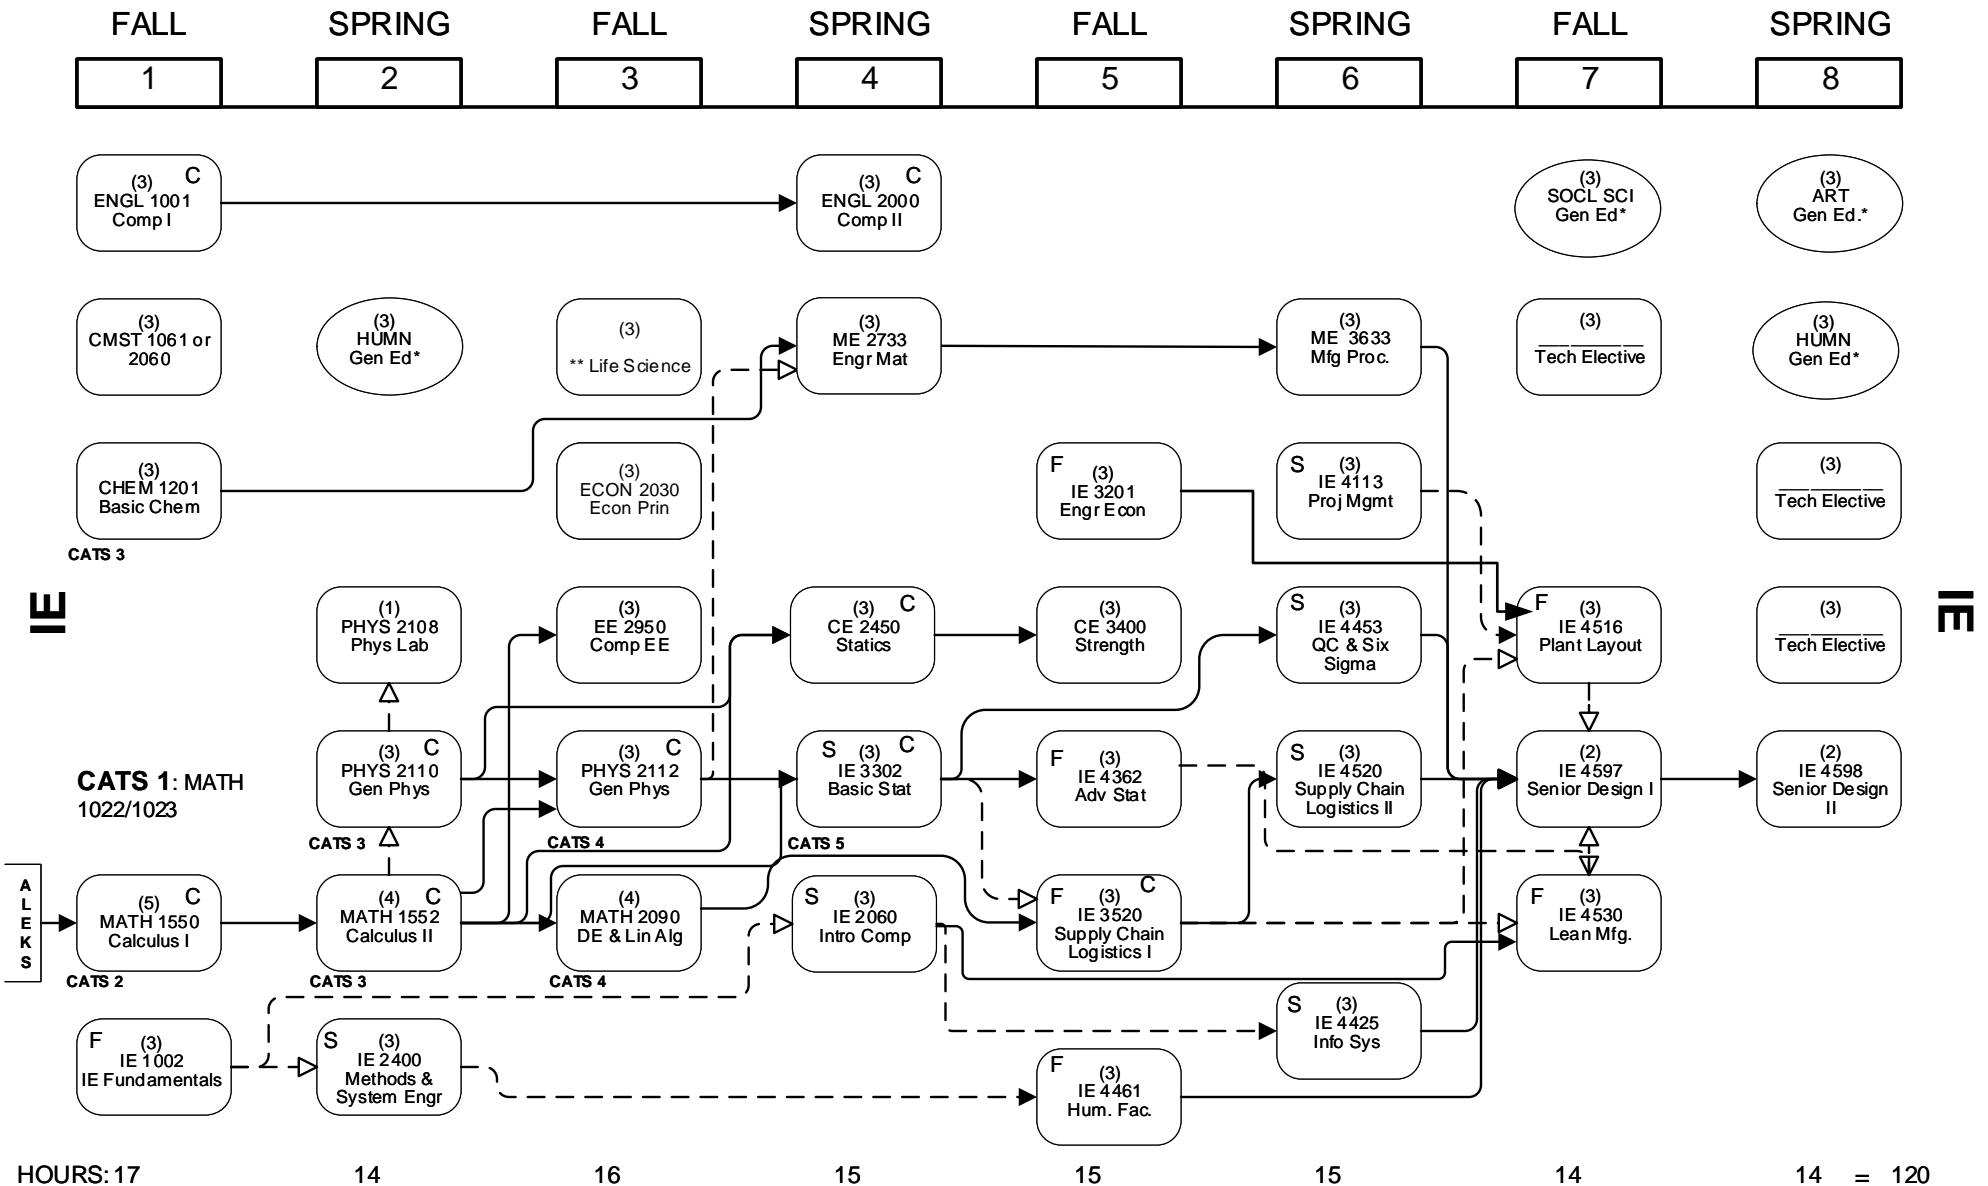 FALL SPRING FALL SPRING FALL SPRING FALL SPRING
1 2 3 4 5 6 7 8
(3) C
ENGL 1001
Comp I
(3) C
ENGL 2000
Comp II
(3)
SOCL SCI
Gen Ed*
(3)
ART
Gen Ed.*
(3)
CMST 1061 or
2060
(3)
HUMN
Gen Ed*
(3)
** Life Science
(3)
ME 2733
Engr Mat
(3)
ME 3633
Mfg Proc.
(3)
__________
Tech Elective
(3)
HUMN
Gen Ed*
(3)
CHEM 1201
Basic Chem
CATS 3
(3)
ECON 2030
Econ Prin
F (3)
IE 3201
Engr Econ
S (3)
IE 4113
Proj Mgmt
(3)
__________
Tech Elective
IE
(1)
PHYS 2108
Phys Lab
(3)
EE 2950
Comp EE
(3) C
CE 2450
Statics
(3)
CE 3400
Strength
S (3)
IE 4453
QC & Six
Sigma
F (3)
IE 4516
Plant Layout
(3)
__________
Tech Elective
IE
CATS 1: MATH
1022/1023
(3) C
PHYS 2110
Gen Phys
CATS 3
(3) C
PHYS 2112
Gen Phys
CATS 4
S (3) C
IE 3302
Basic Stat
CATS 5
F (3)
IE 4362
Adv Stat
S (3)
IE 4520
Supply Chain
Logistics II
(2)
IE 4597
Senior Design I
(2)
IE 4598
Senior Design
II
A
L
E
K
S
(5) C
MATH 1550
Calculus I
CATS 2
(4) C
MATH 1552
Calculus II
CATS 3
(4)
MATH 2090
DE & Lin Alg
CATS 4
S (3)
IE 2060
Intro Comp
F (3) C
IE 3520
Supply Chain
Logistics I
F (3)
IE 4530
Lean Mfg.
F (3)
IE 1002
IE Fundamentals
S (3)
IE 2400
Methods &
System Engr
F (3)
IE 4461
Hum. Fac.
S (3)
IE 4425
Info Sys
HOURS: 17 14 16 15 15 15 14 14 = 120